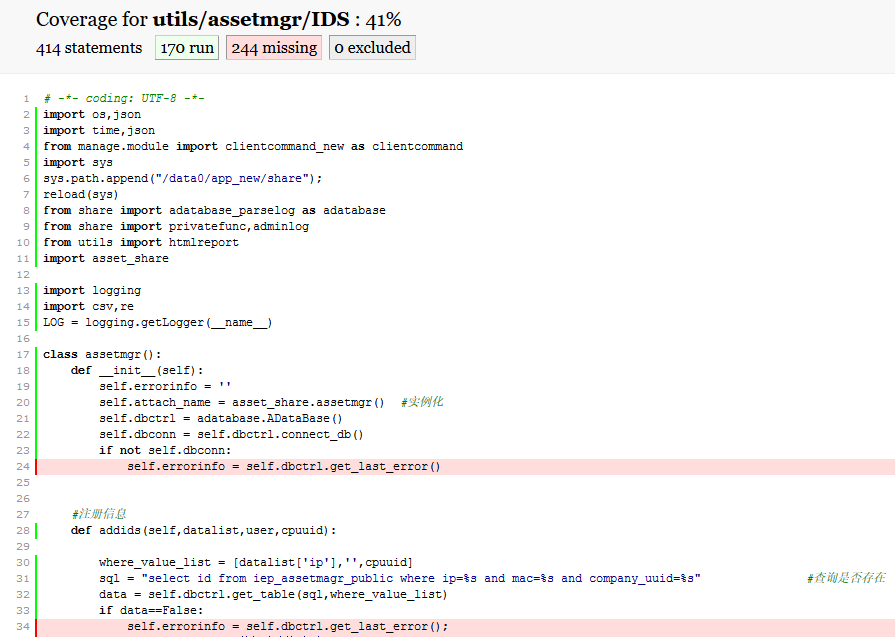 Coverage for utils/assetmgr/IDS : 41%
414 statements 170 run 244 missing 0 excluded
1 # -*- coding: UTF-8 -*-
2 import os,json
3 import time,json
4 from manage.module import clientcommand_new as clientcommand
5 import sys
6 sys.path.append("/data0/app_new/share");
7 reload(sys)
8 from share import adatabase_parselog as adatabase
9 from share import privatefunc,adminlog
10 from utils import htmlreport
11 import asset_share
12
13 import logging
14 import csv,re
15 LOG = logging.getLogger(__name__)
16
17 class assetmgr():
18 def __init__(self):
19 self.errorinfo = ''
20 self.attach_name = asset_share.assetmgr() #实例化
21 self.dbctrl = adatabase.ADataBase()
22 self.dbconn = self.dbctrl.connect_db()
23 if not self.dbconn:
24 self.errorinfo = self.dbctrl.get_last_error()
25
26
27 #注册信息
28 def addids(self,datalist,user,cpuuid):
29
30 where_value_list = [datalist['ip'],'',cpuuid]
31 sql = "select id from iep_assetmagr_public where ip=%s and mac=%s and company_uuid=%s" #查询是否存在
32 data = self.dbctrl.get_table(sql,where_value_list)
33 if data==False:
34 self.errorinfo = self.dbctrl.get_last_error();